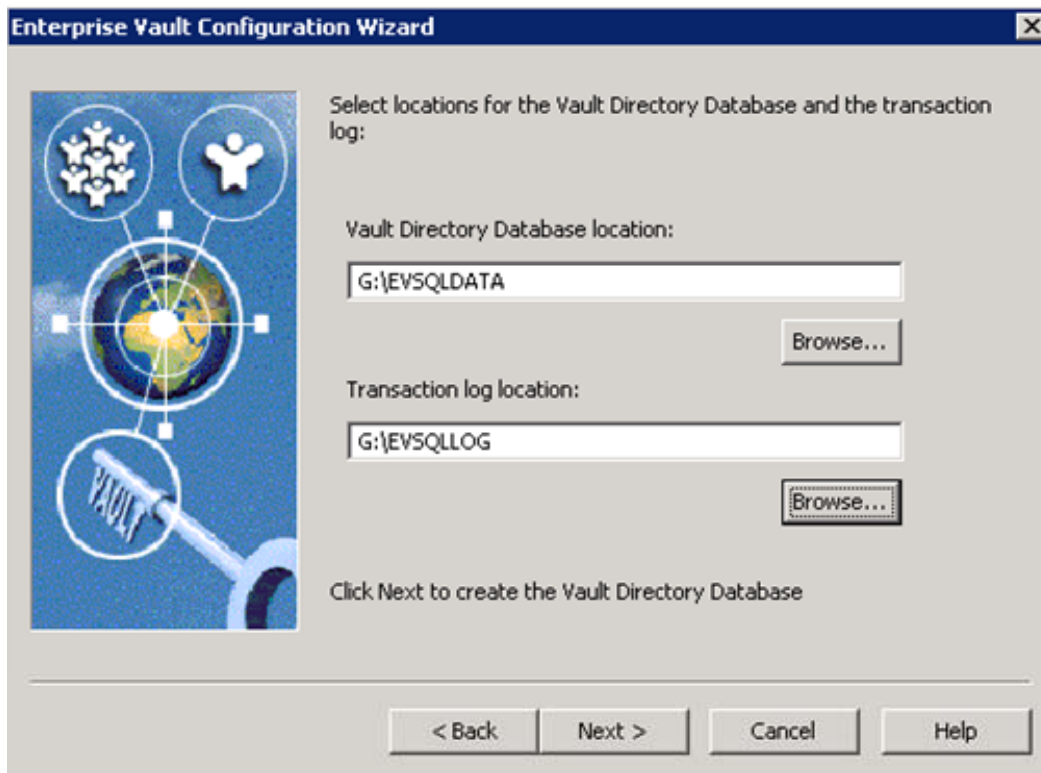 Enterprise Vault Configuration Wizard
Select locations for the Vault Directory Database and the transaction
log:
Vault Directory Database location:
G:\EVSQLDATA
Browse...
Transaction log location:
G:\EVSQLLOG
Browse...
VAULT
Click Next to create the Vault Directory Database
< Back
Next >
Cancel
Help